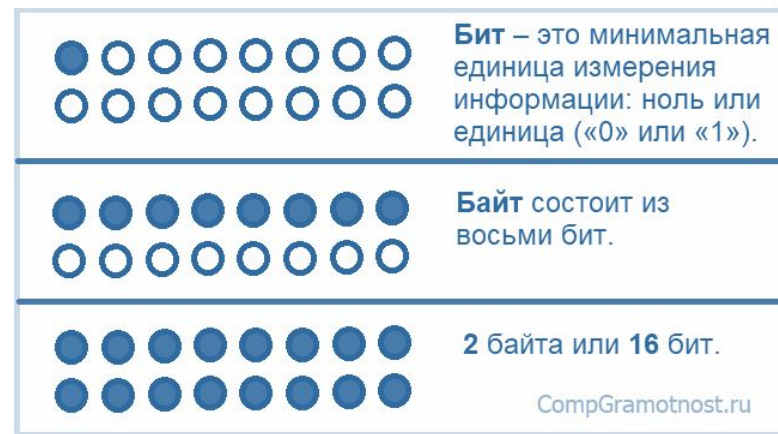 Бит – это минимальная
единица измерения
информации: ноль или
единица («0» или «1»).
Байт состоит из
восьми бит.
2 байта или 16 бит.
CompGramotnost.ru